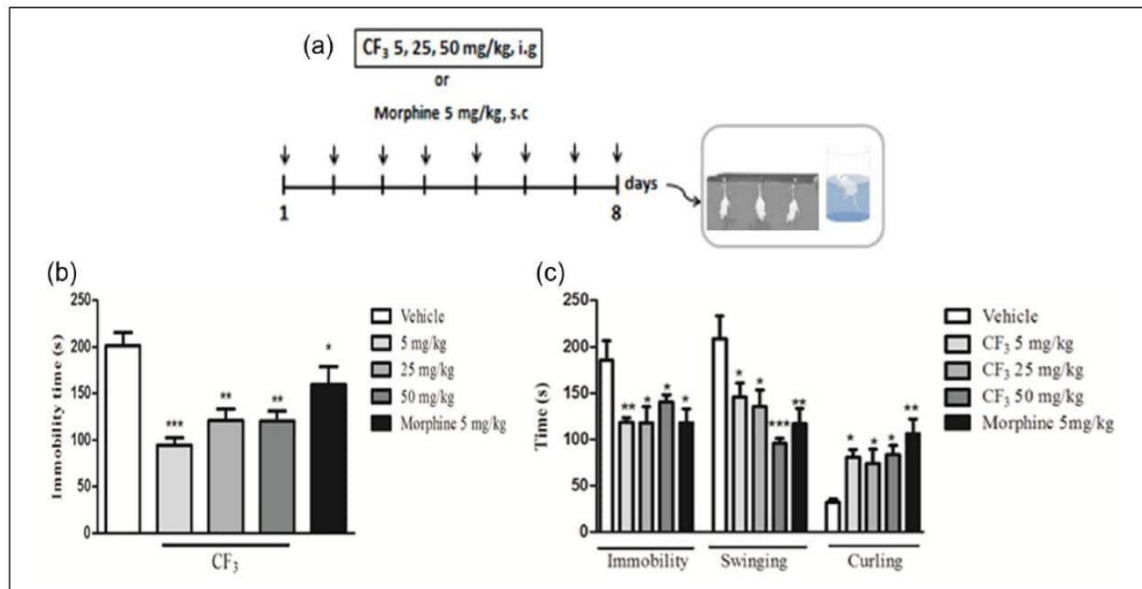 (a)
CF₃ 5, 25, 50 mg/kg, i.g
or
Morphine 5 mg/kg, s.c
days
1
8
(b)
Immobility time (s)
250
200
150
100
50
0
***
**
**
*
CF₃
Vehicle
5 mg/kg
25 mg/kg
50 mg/kg
Morphine 5 mg/kg
(c)
Time (s)
250
200
150
100
50
0
** * * *
* * *** **
* * * **
Immobility
Swinging
Curling
Vehicle
CF₃ 5 mg/kg
CF₃ 25 mg/kg
CF₃ 50 mg/kg
Morphine 5mg/kg